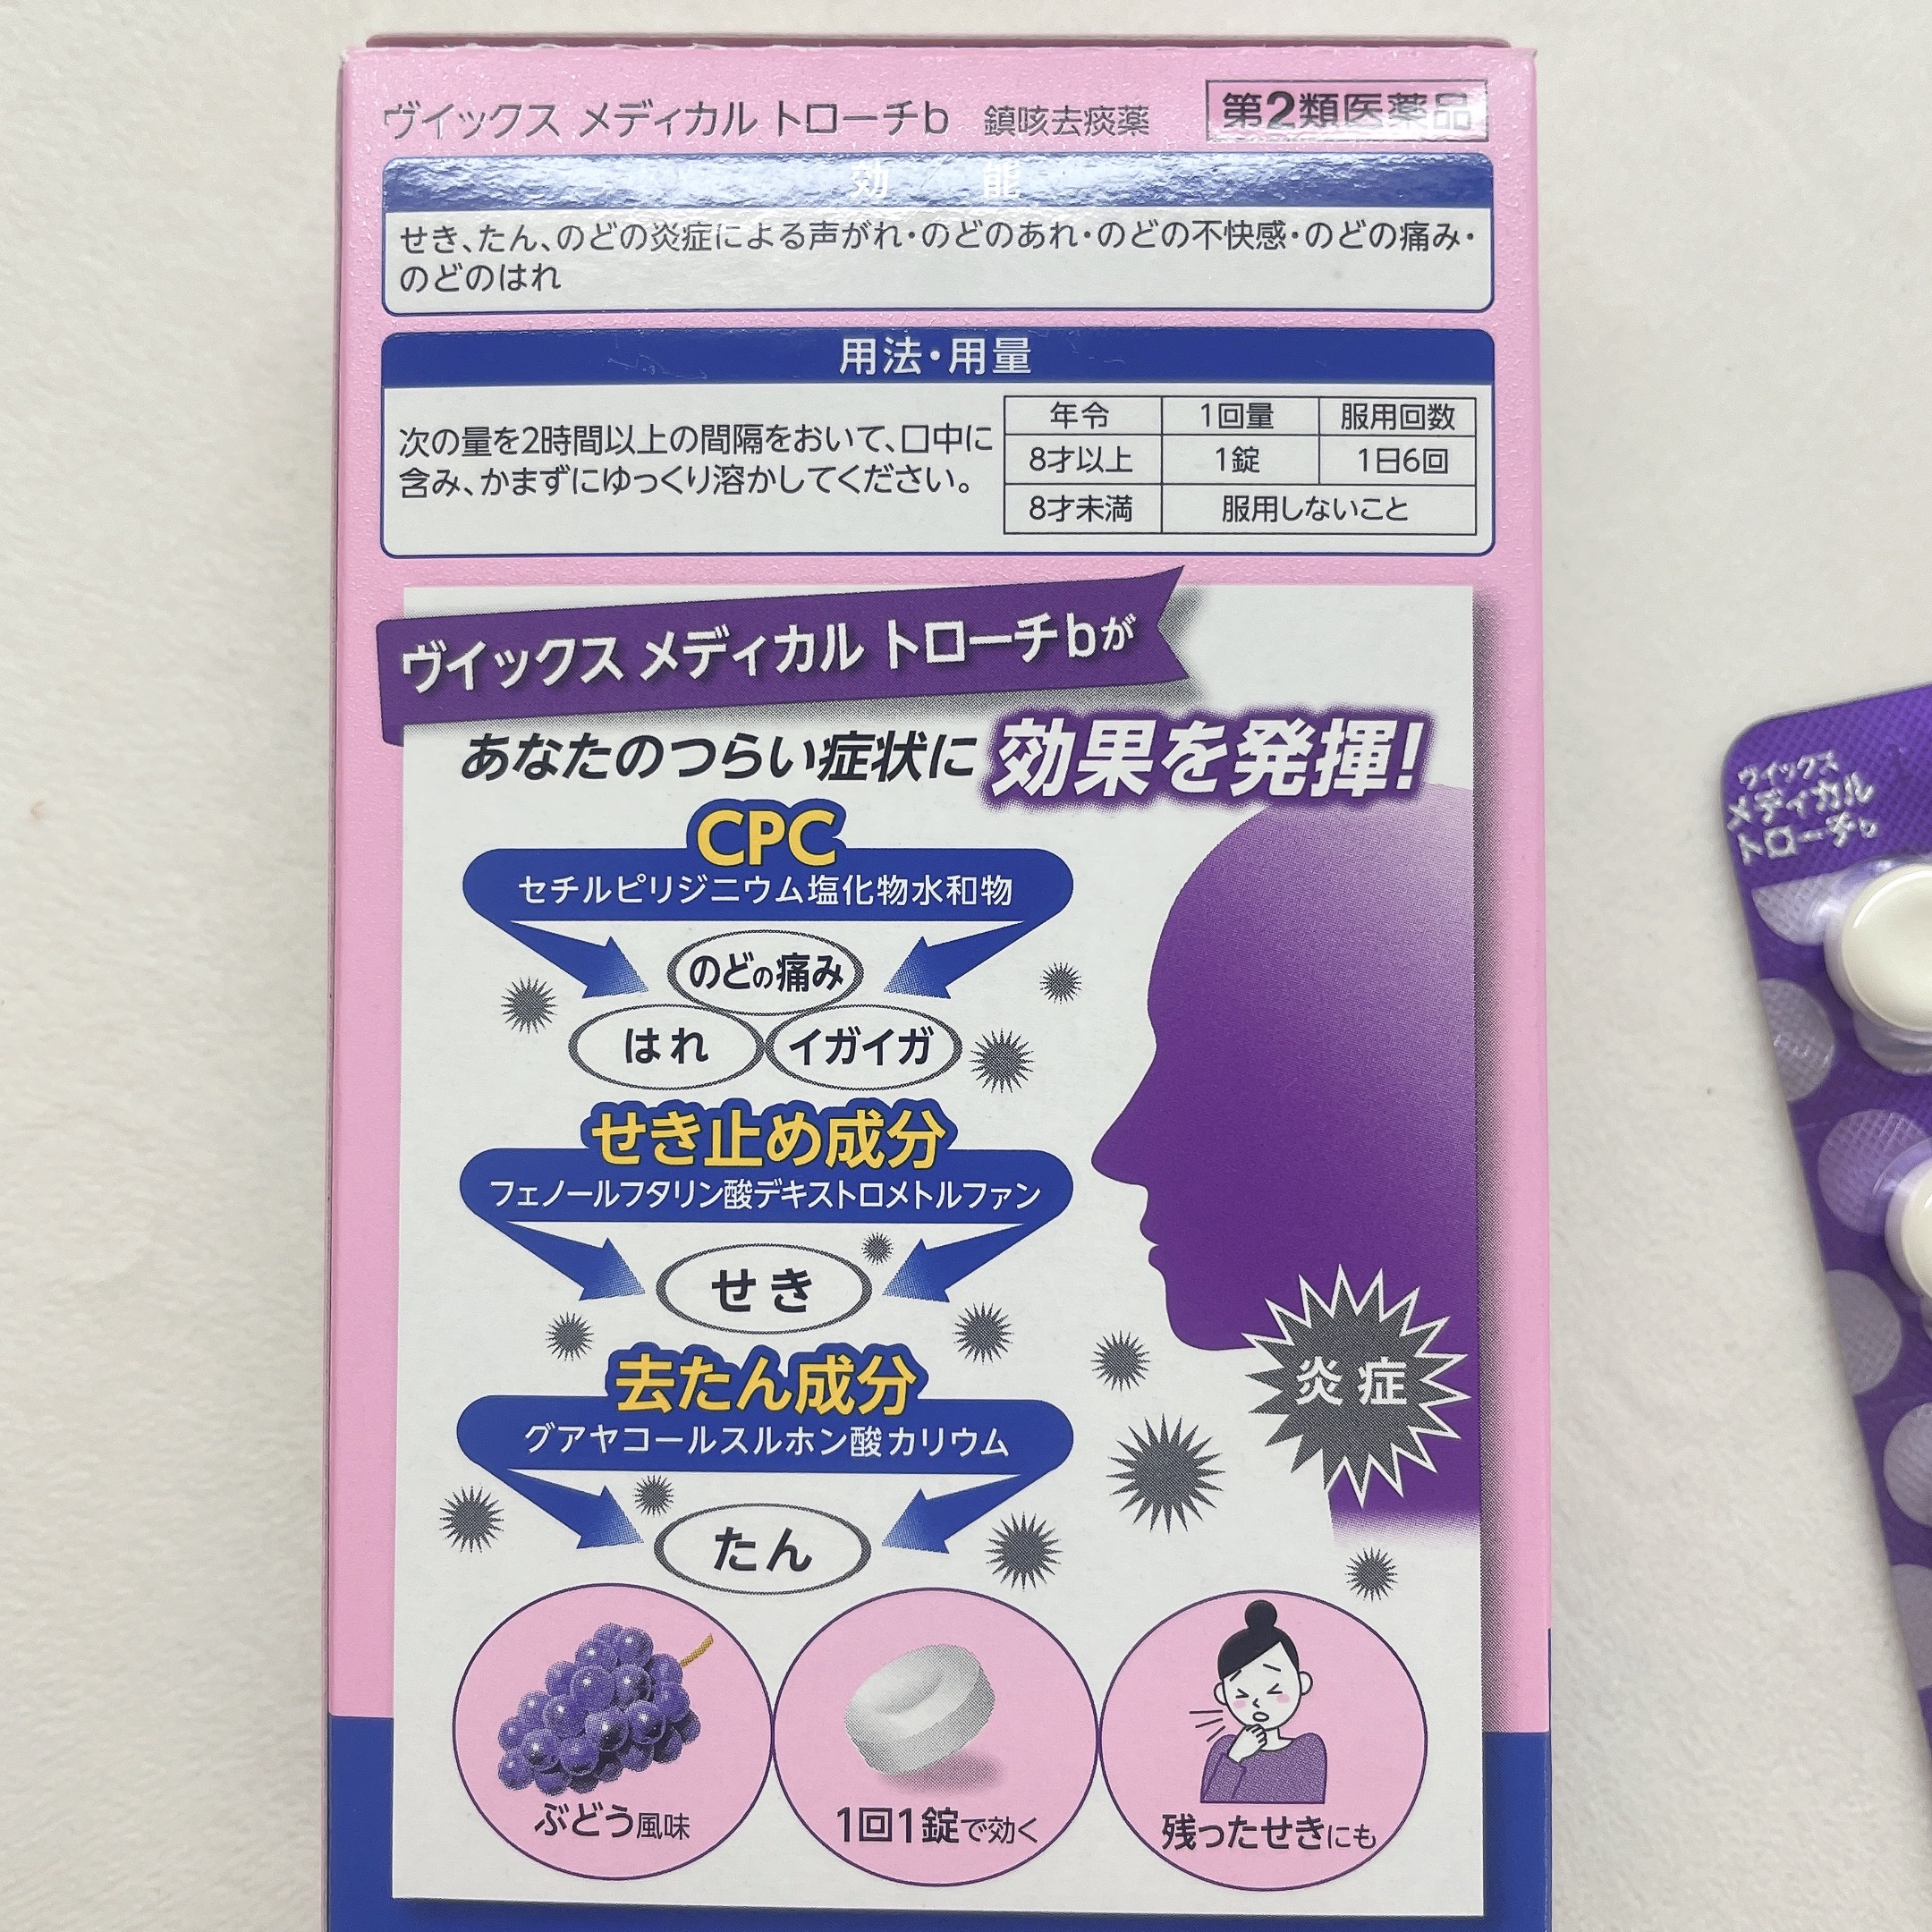 ヴイックス メディカル トローチb 鎮咳去痰薬 第2類医薬品
効能
せき、たん、のどの炎症による声がれ・のどのあれ・のどの不快感・のどの痛み・
のどのはれ
用法・用量
次の量を2時間以上の間隔をおいて、口中に
含み、かまずにゆっくり溶かしてください。
年令 1回量 服用回数
8才以上 1錠 1日6回
8才未満 服用しないこと
ヴイックス メディカル トローチbが
あなたのつらい症状に 効果を発揮!
CPC
セチルピリジニウム塩化物水和物
のどの痛み
はれ イガイガ
せき止め成分
フェノールフタリン酸デキストロメトルファン
せき
去たん成分
グアヤコールスルホン酸カリウム
たん
炎症
ぶどう風味
1回1錠で効く
残ったせきにも
ヴイックス
メディカル
トローチb